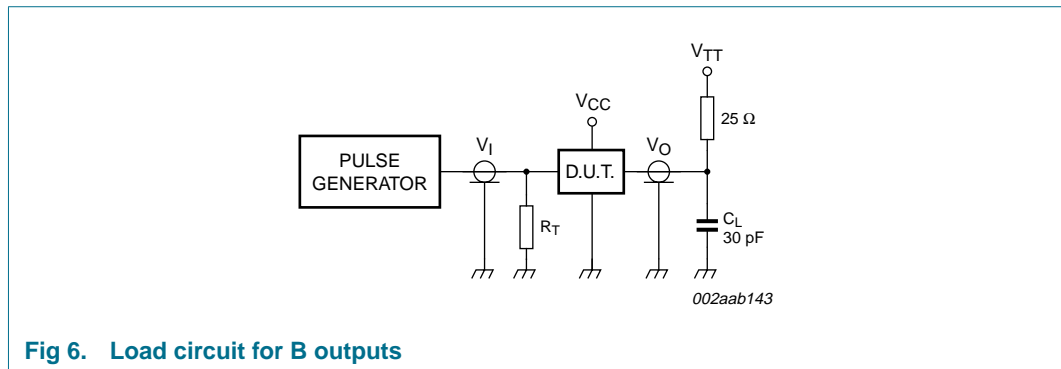 VTT
VCC
25 Ω
VI
VO
PULSE
GENERATOR
D.U.T.
RT
CL
30 pF
002aab143
Fig 6. Load circuit for B outputs